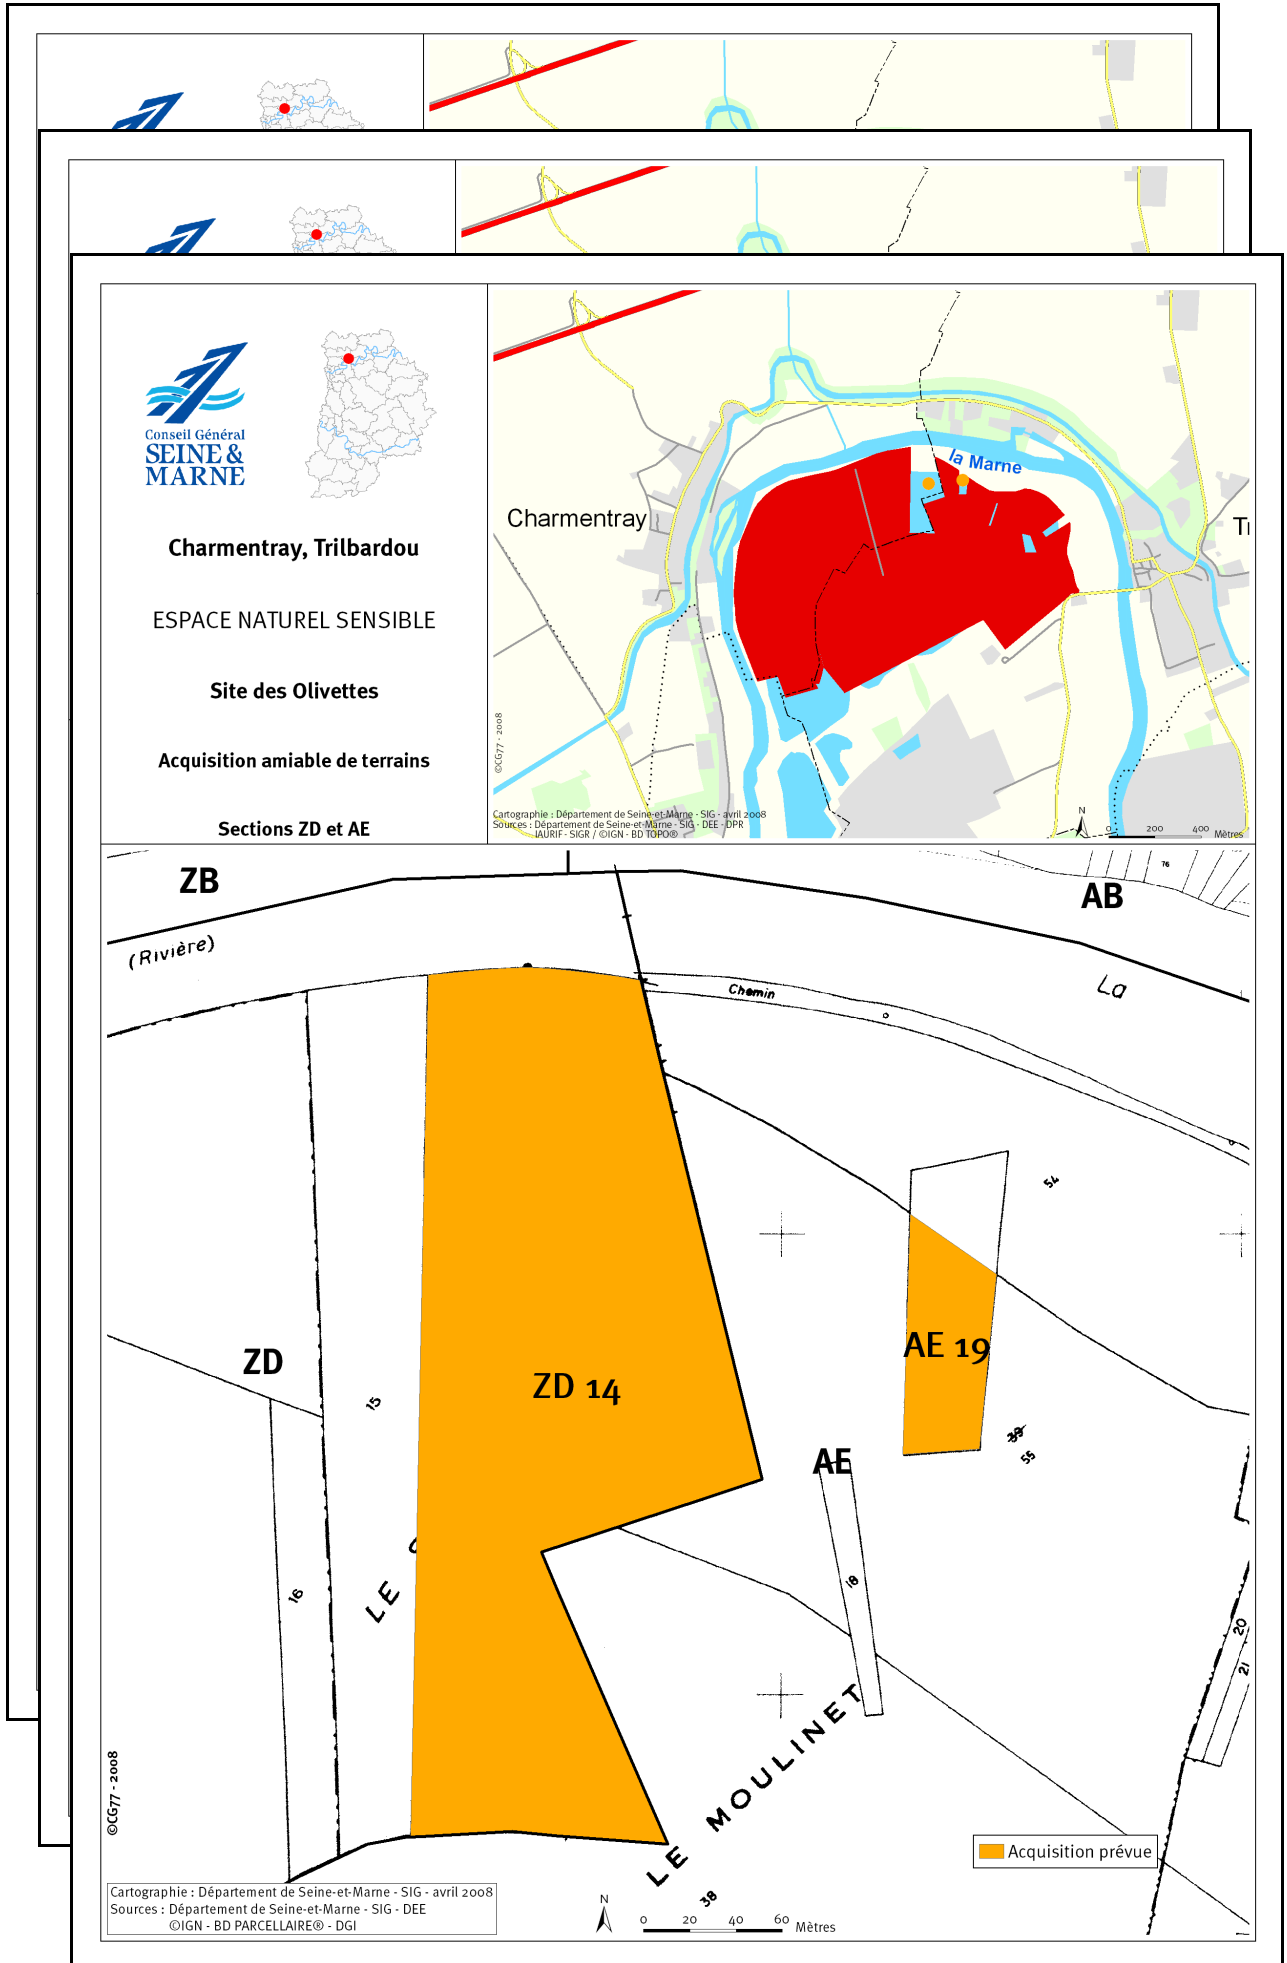 Conseil Général
SEINE &
MARNE
Charmentray, Trilbardou
ESPACE NATUREL SENSIBLE
Site des Olivettes
Acquisition amiable de terrains
Sections ZD et AE
la Marne
Charmentray
Tri
©CG77 - 2008
Cartographie : Département de Seine-et-Marne - SIG - avril 2008
Sources : Département de Seine-et-Marne - SIG - DEE - DPR
IAURIF - SIGR / ©IGN - BD TOPO®
N
0 200 400 Mètres
ZB
AB
76
(Rivière)
La
Chemin
54
ZD
15
ZD 14
AE 19
39
55
AE
LE
16
18
20
21
LE MOULINET
38
©CG77 - 2008
Acquisition prévue
Cartographie : Département de Seine-et-Marne - SIG - avril 2008
Sources : Département de Seine-et-Marne - SIG - DEE
©IGN - BD PARCELLAIRE® - DGI
N
0 20 40 60 Mètres